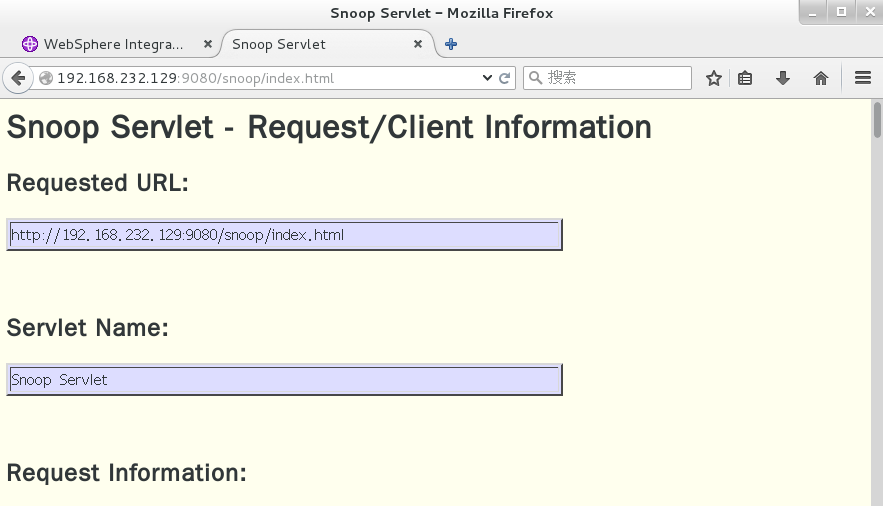 Snoop Servlet - Mozilla Firefox
WebSphere Integra... Snoop Servlet
192.168.232.129:9080/snoop/index.html 搜索
Snoop Servlet - Request/Client Information
Requested URL:
http://192.168.232.129:9080/snoop/index.html
Servlet Name:
Snoop Servlet
Request Information: